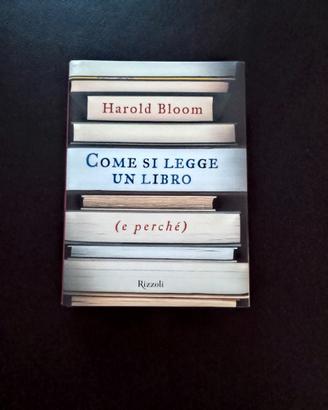 Harold Bloom
COME SI LEGGE
UN LIBRO
(e perché)
Rizzoli